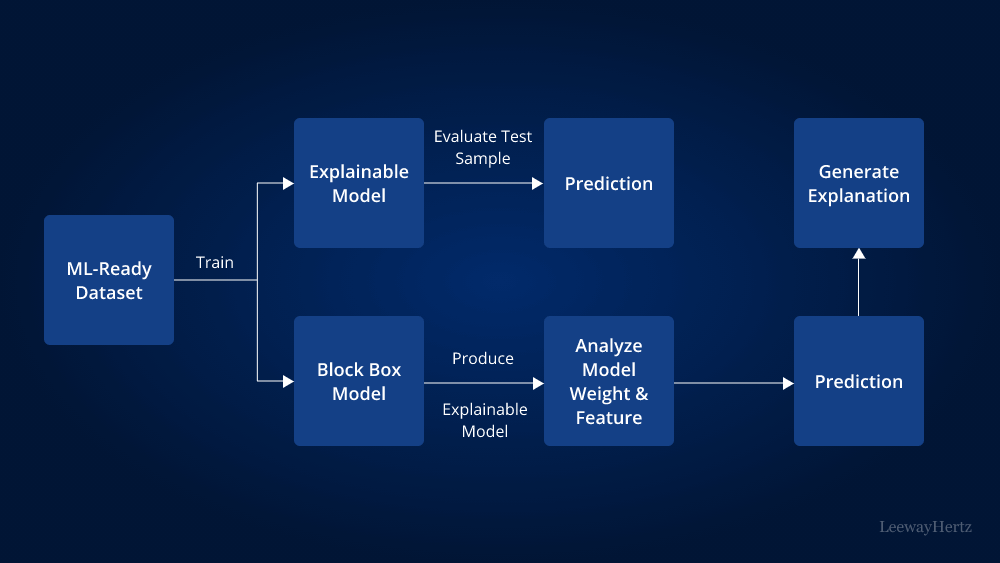 ML-Ready
Dataset
Train
Explainable
Model
Evaluate Test
Sample
Prediction
Block Box
Model
Produce
Explainable
Model
Analyze
Model
Weight &
Feature
Prediction
Generate
Explanation
LeewayHertz